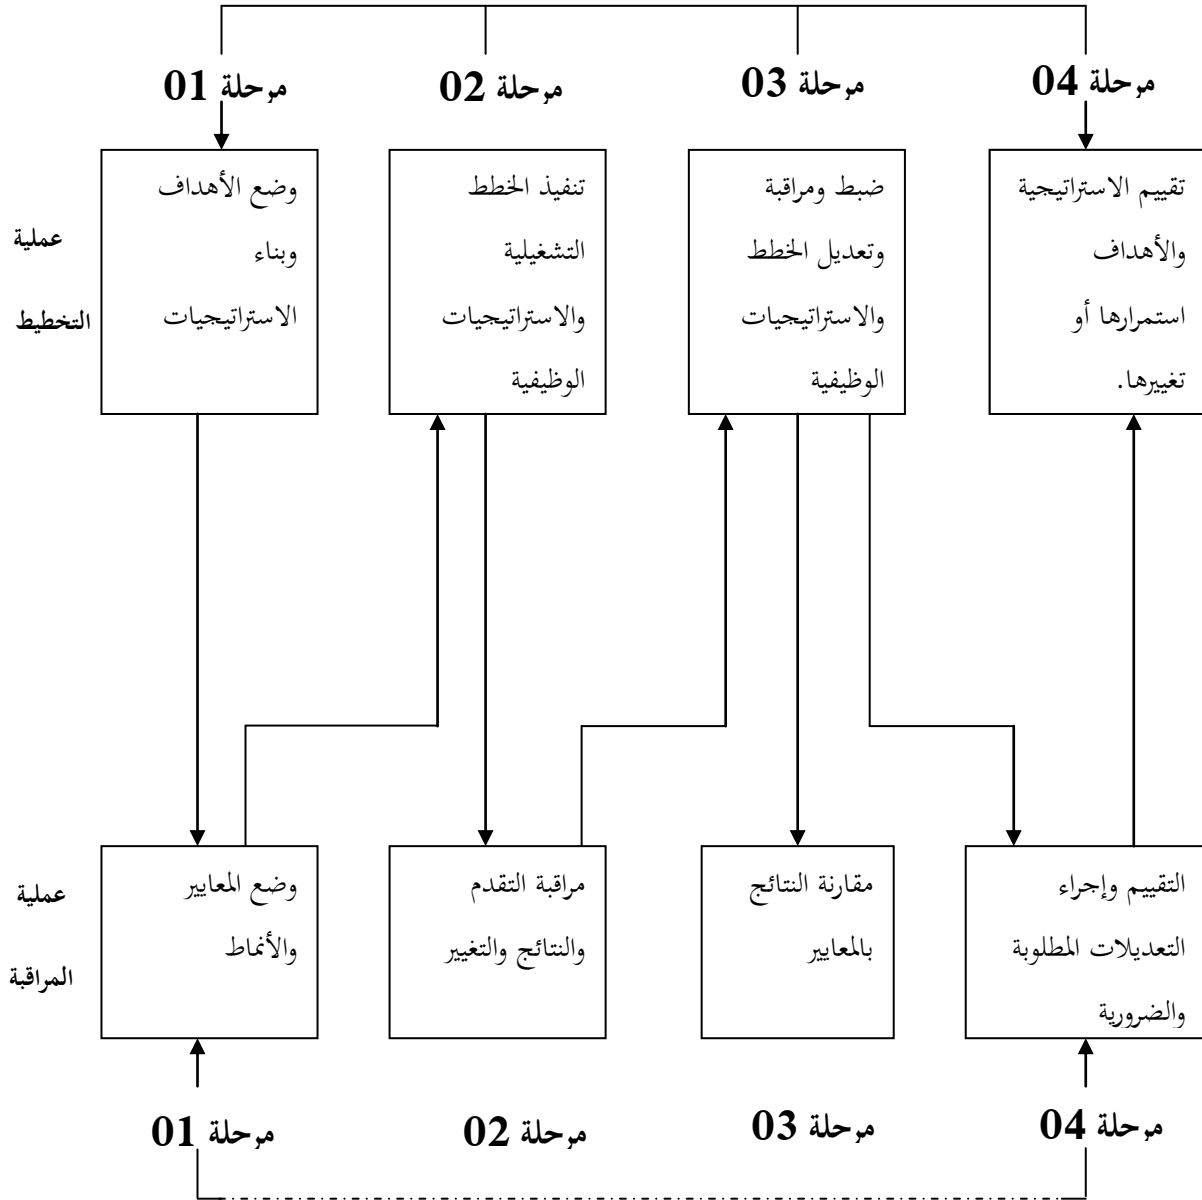 مرحلة 01
مرحلة 02
مرحلة 03
مرحلة 04
عملية
التخطيط
وضع الأهداف
وبناء
الاستراتيجيات
تنفيذ الخطط
التشغيلية
والاستراتيجيات
الوظيفية
ضبط ومراقبة
وتعديل الخطط
والاستراتيجيات
الوظيفية
تقييم الاستراتيجية
والأهداف
استمرارها أو
تغييرها.
عملية
المراقبة
وضع المعايير
والأنماط
مراقبة التقدم
والنتائج والتغيير
مقارنة النتائج
بالمعايير
التقييم وإجراء
التعديلات المطلوبة
والضرورية
مرحلة 01
مرحلة 02
مرحلة 03
مرحلة 04